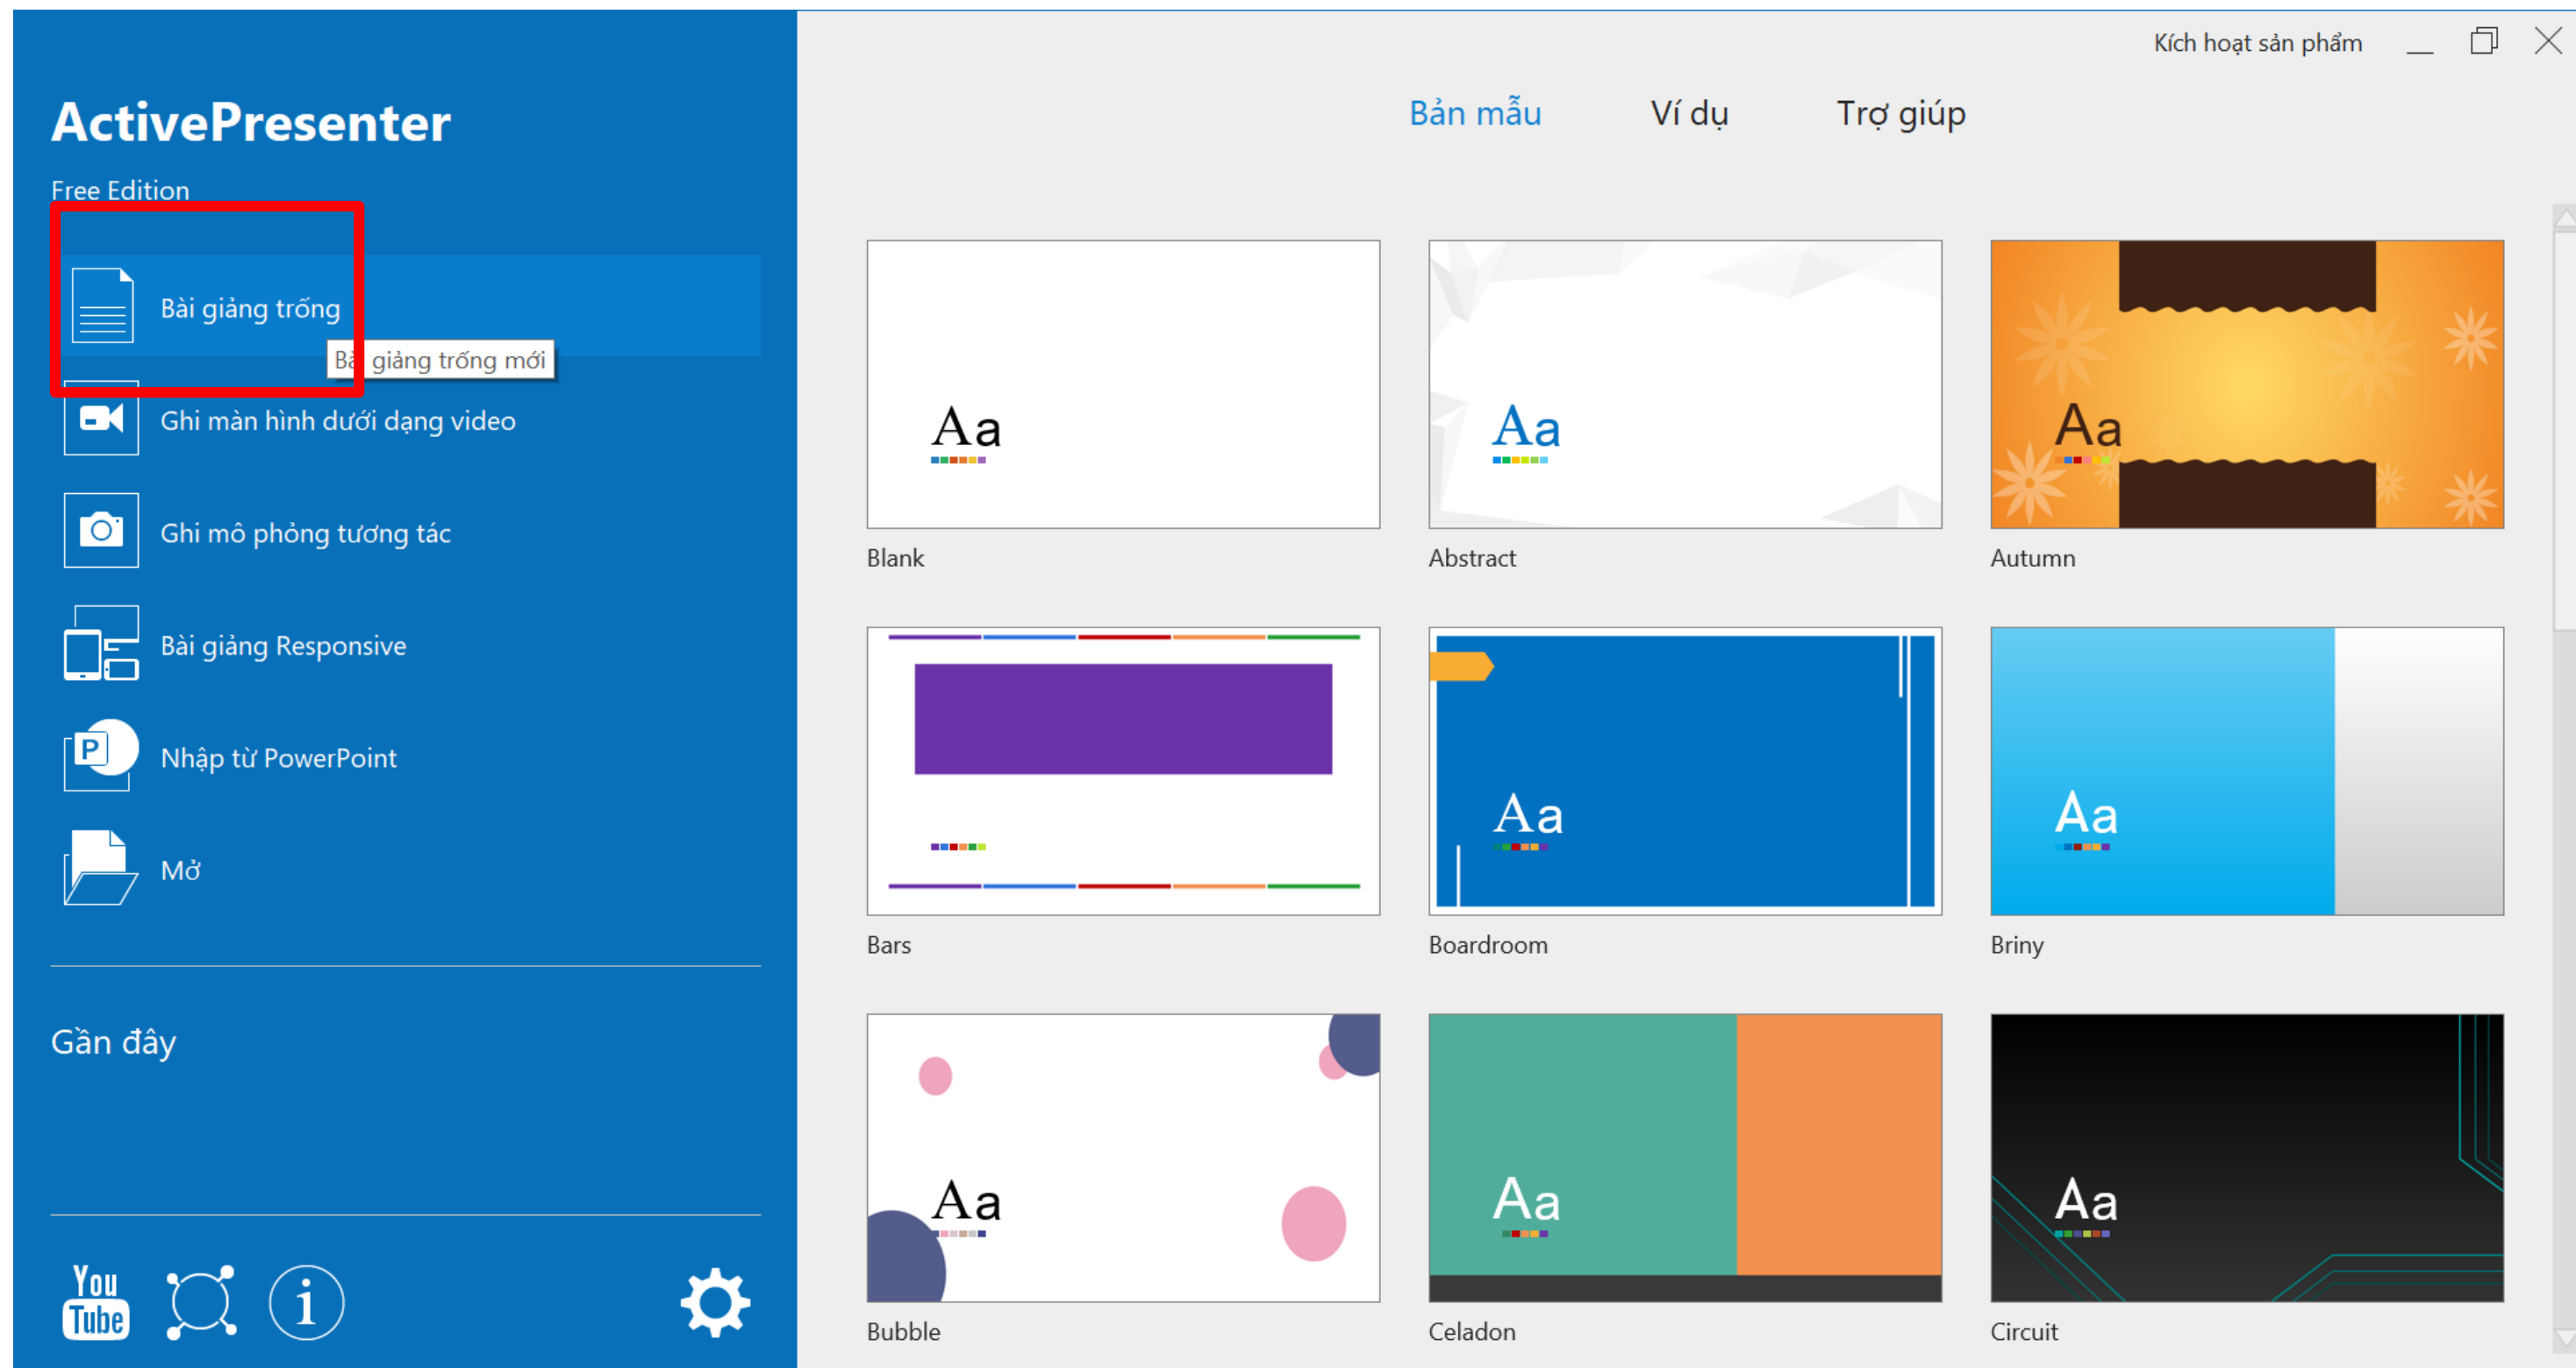 Kích hoạt sản phẩm
ActivePresenter
Free Edition
Bài giảng trống
Bài giảng trống mới
Ghi màn hình dưới dạng video
Ghi mô phỏng tương tác
Bài giảng Responsive
P
Nhập từ PowerPoint
Mở
Gần đây
You
Tube
i
Bản mẫu Ví dụ Trợ giúp
Aa
Aa
Aa
Blank
Abstract
Autumn
Aa
Aa
Bars
Boardroom
Briny
Aa
Aa
Aa
Bubble
Celadon
Circuit